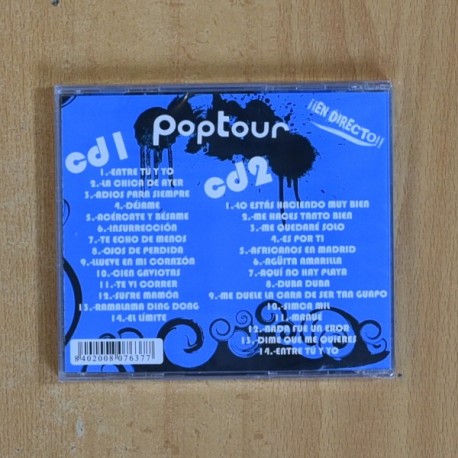 Poptour
¡¡EN DIRECTO!!
cd1
1.-ENTRE TÚ Y YO
2.-LA CHICA DE AYER
3.-ADIOS PARA SIEMPRE
4.-DÉJAME
5.-ACÉRCATE Y BÉSAME
6.-INSURRECCIÓN
7.-TE ECHO DE MENOS
8.-OJOS DE PERDIDA
9.-LLUEVE EN MI CORAZÓN
10.-CIEN GAVIOTAS
11.-TE VI CORRER
12.-SUFRE MAMÓN
13.-RAMALAMA DING DONG
14.-EL LÍMITE
cd2
1.-LO ESTÁS HACIENDO MUY BIEN
2.-ME HACES TANTO BIEN
3.-ME QUEDARÉ SOLO
4.-ES POR TI
5.-AFRICANOS EN MADRID
6.-AGÜITA AMARILLA
7.-AQUÍ NO HAY PLAYA
8.-DUBA DUBA
9.-ME DUELE LA CARA DE SER TAN GUAPO
10.-SIMCA MIL
11.-MANUÉ
12.-NADA FUE UN EROR
13.-DIME QUE ME QUIERES
14.-ENTRE TÚ Y YO
8402008076377